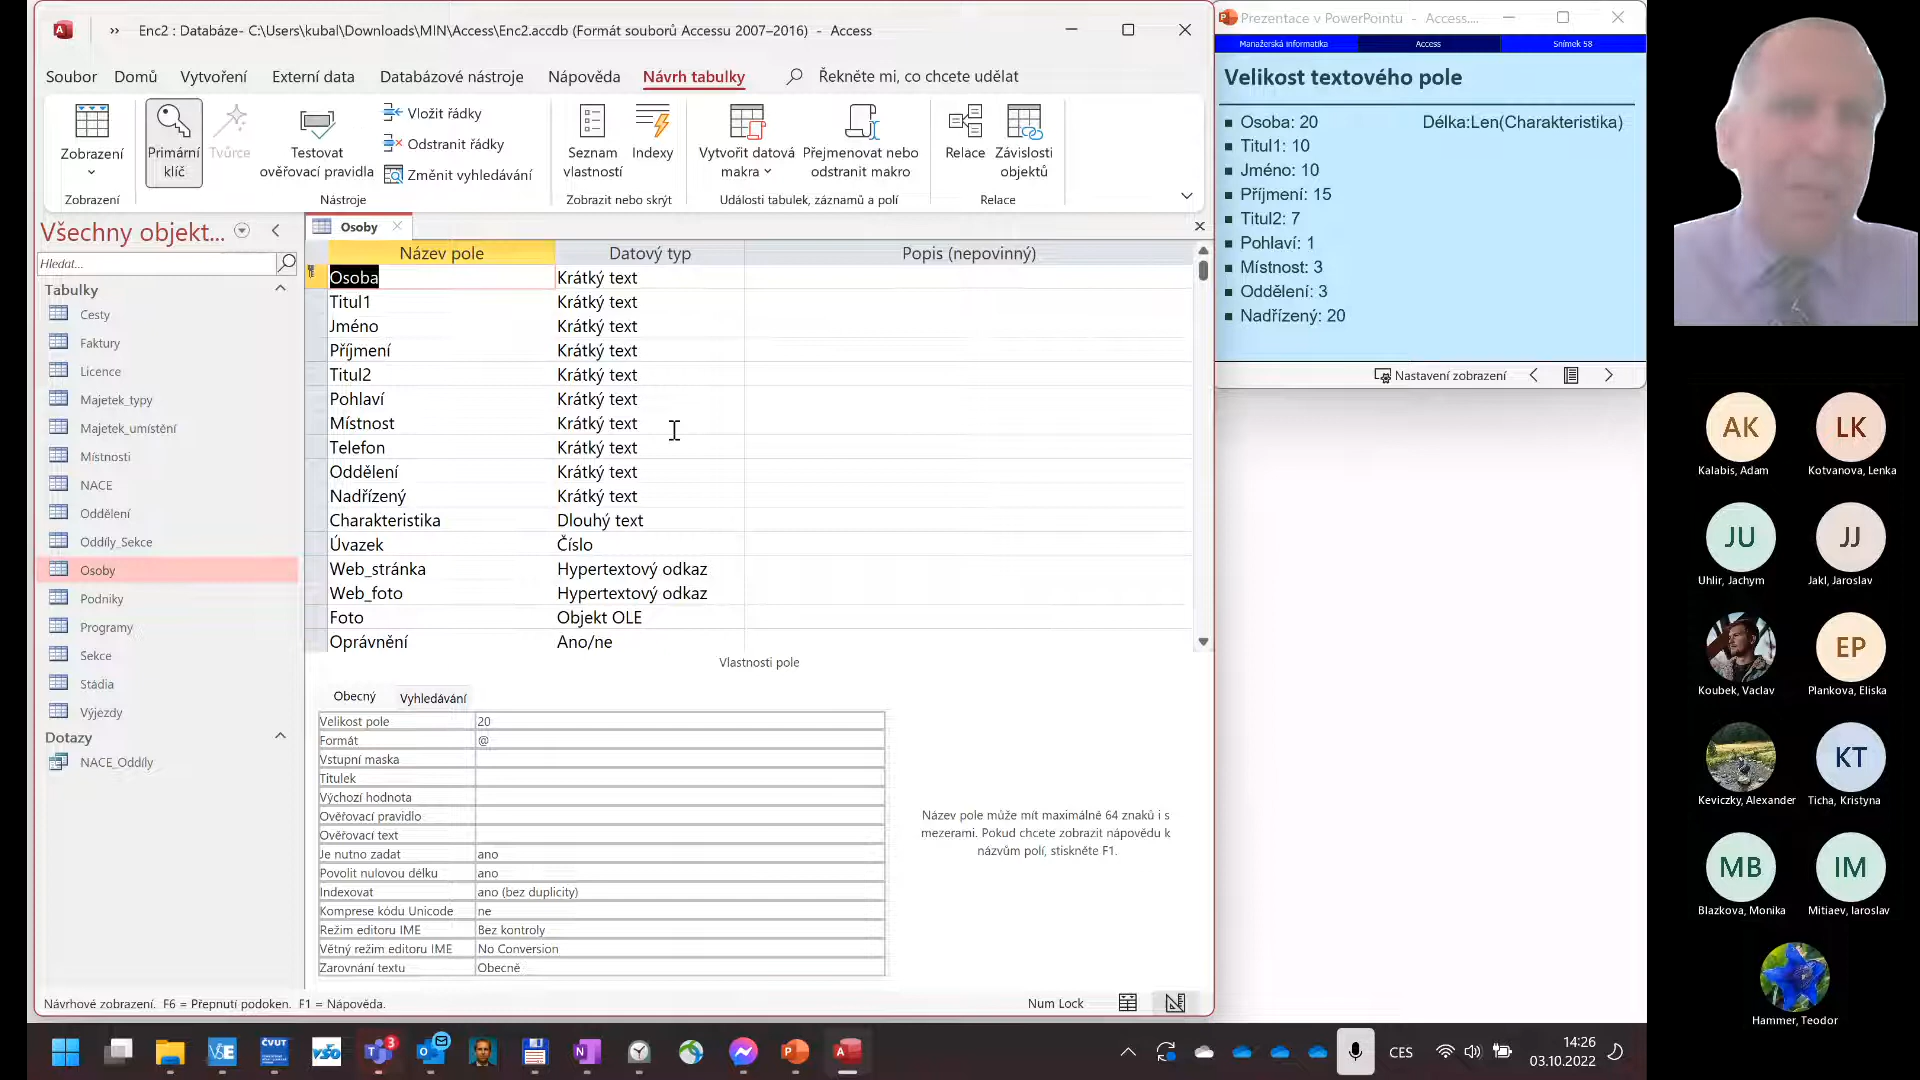 Enc2 : Databáze- C:\Users\kubal\Downloads\MIN\Access\Enc2.accdb (Formát souborů Accessu 2007–2016) - Access
Soubor Domů Vytvoření Externí data Databázové nástroje Nápověda Návrh tabulky Řekněte mi, co chcete udělat
Zobrazení
Primární klíč
Tvůrce
Testovat ověřovací pravidla
Vložit řádky
Odstranit řádky
Změnit vyhledávání
Seznam vlastností
Indexy
Vytvořit datová makra
Přejmenovat nebo odstranit makro
Relace
Závislosti objektů
Zobrazení Nástroje Zobrazit nebo skrýt Události tabulek, záznamů a polí Relace
Všechny objekt...
Hledat...
Tabulky
Cesty
Faktury
Licence
Majetek_typy
Majetek_umístění
Místnosti
NACE
Oddělení
Oddíly_Sekce
Osoby
Podniky
Programy
Sekce
Stádia
Výjezdy
Dotazy
NACE_Oddíly
Osoby
Název pole Datový typ Popis (nepovinný)
Osoba Krátký text
Titul1 Krátký text
Jméno Krátký text
Příjmení Krátký text
Titul2 Krátký text
Pohlaví Krátký text
Místnost Krátký text
Telefon Krátký text
Oddělení Krátký text
Nadřízený Krátký text
Charakteristika Dlouhý text
Úvazek Číslo
Web_stránka Hypertextový odkaz
Web_foto Hypertextový odkaz
Foto Objekt OLE
Oprávnění Ano/ne
Vlastnosti pole
Obecný Vyhledávání
Velikost pole 20
Formát @
Vstupní maska
Titulek
Výchozí hodnota
Ověřovací pravidlo
Ověřovací text
Je nutno zadat ano
Povolit nulovou délku ano
Indexovat ano (bez duplicity)
Komprese kódu Unicode ne
Režim editoru IME Bez kontroly
Větný režim editoru IME No Conversion
Zarovnání textu Obecně
Název pole může mít maximálně 64 znaků i s
mezerami. Pokud chcete zobrazit nápovědu k
názvům polí, stiskněte F1.
Návrhové zobrazení. F6 = Přepnutí podoken. F1 = Nápověda.
Num Lock
Prezentace v PowerPointu - Access....
Manažerská informatika Access Snímek 58
Velikost textového pole
Osoba: 20 Délka:Len(Charakteristika)
Titul1: 10
Jméno: 10
Příjmení: 15
Titul2: 7
Pohlaví: 1
Místnost: 3
Oddělení: 3
Nadřízený: 20
Nastavení zobrazení
AK LK
Kalabis, Adam Kotvanova, Lenka
JU JJ
Uhlir, Jachym Jakl, Jaroslav
EP
Koubek, Vaclav Plankova, Eliska
KT
Keviczky, Alexander Ticha, Kristyna
MB IM
Blazkova, Monika Mitiaev, Iaroslav
Hammer, Teodor
VŠE ČVUT VŠO 3
CES
14:26
03.10.2022